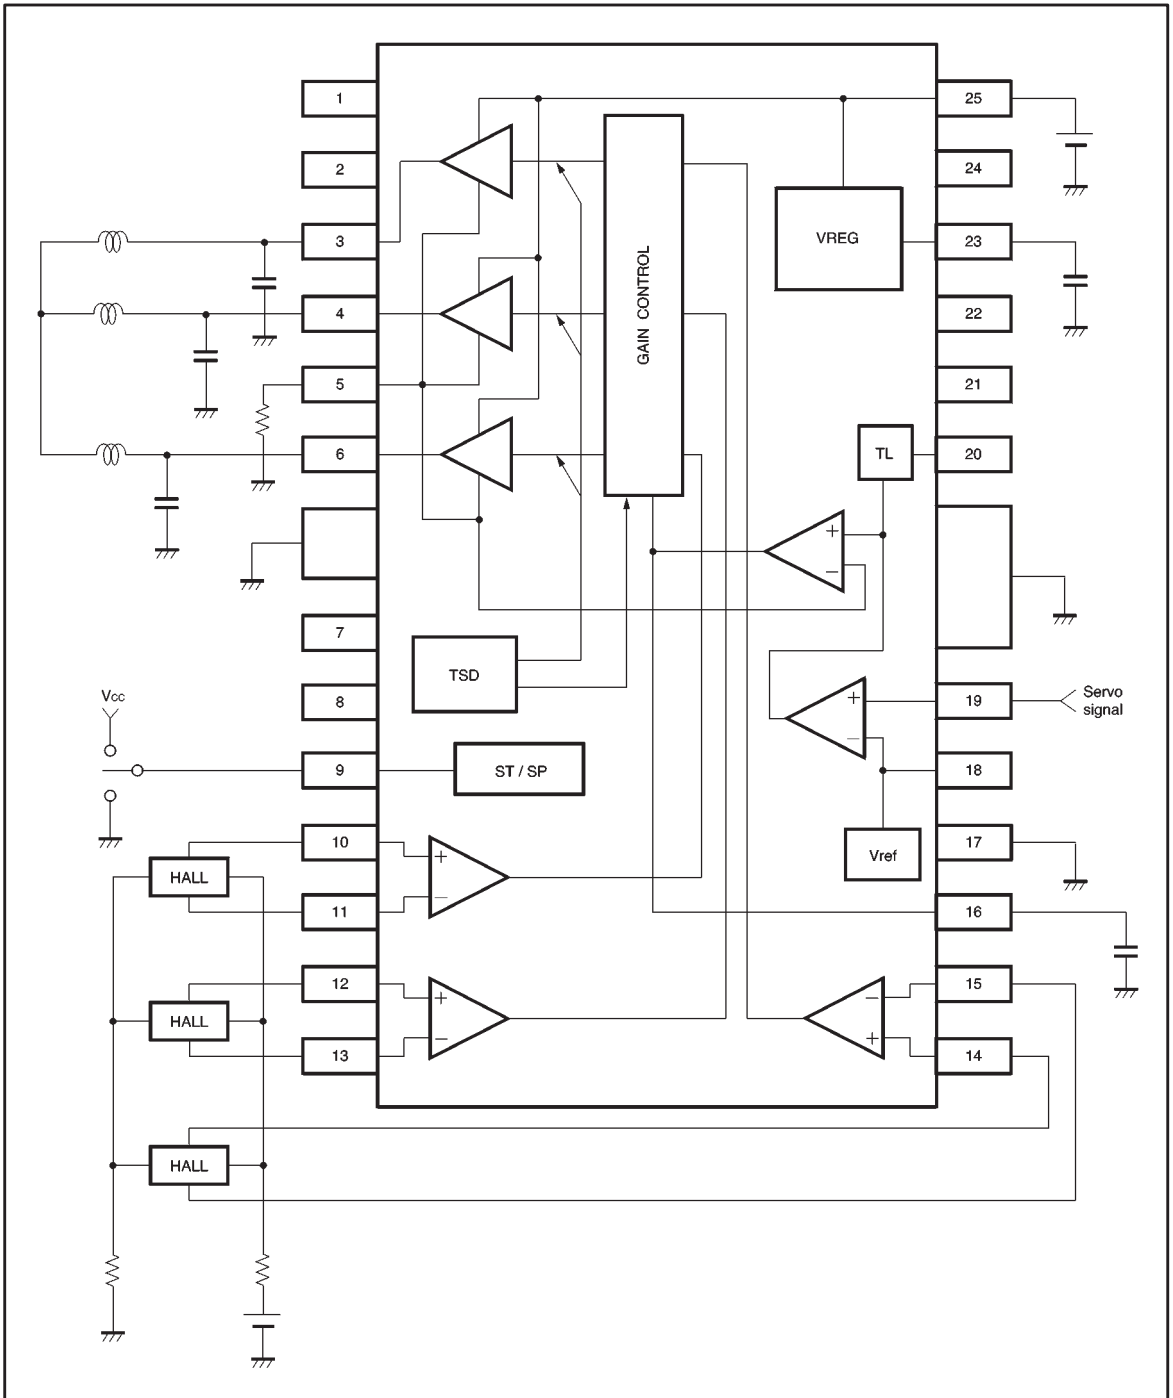 1
25
2
24
3
VREG
23
GAIN CONTROL
4
22
5
21
6
TL
20
+
−
7
TSD
8
Vcc
+
19
Servo
signal
−
9
ST / SP
18
10
HALL
+
Vref
17
−
11
16
12
HALL
+
−
15
−
+
13
14
HALL